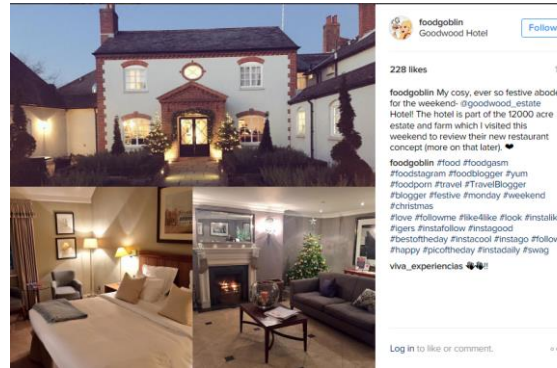 foodgoblin
Goodwood Hotel
Follow
228 likes
foodgoblin My cosy, ever so festive abode
for the weekend- @goodwood_estate
Hotel! The hotel is part of the 12000 acre
estate and farm which I visited this
weekend to review their new restaurant
concept (more on that later). ❤
foodgoblin #food #foodgasm
#foodstagram #foodblogger #yum
#foodporn #travel #TravelBlogger
#blogger #festive #monday #weekend
#christmas
#love #followme #like4like #look #instalik
#igers #instafollow #instagood
#bestoftheday #instacool #instago #follow
#happy #picoftheday #instadaily #swag
viva_experiencias 👋👋!!
Log in to like or comment.